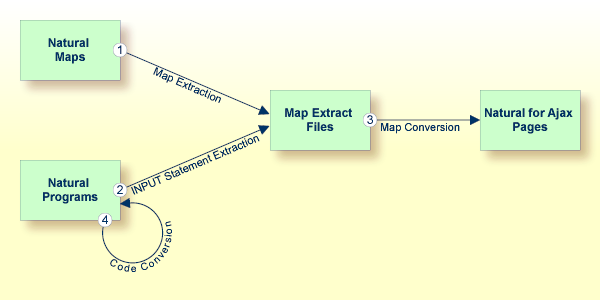 Natural
Maps
1
Map Extraction
Map Extract
Files
3
Map Conversion
Natural for Ajax
Pages
Natural
Programs
2
INPUT Statement Extraction
4
Code Conversion